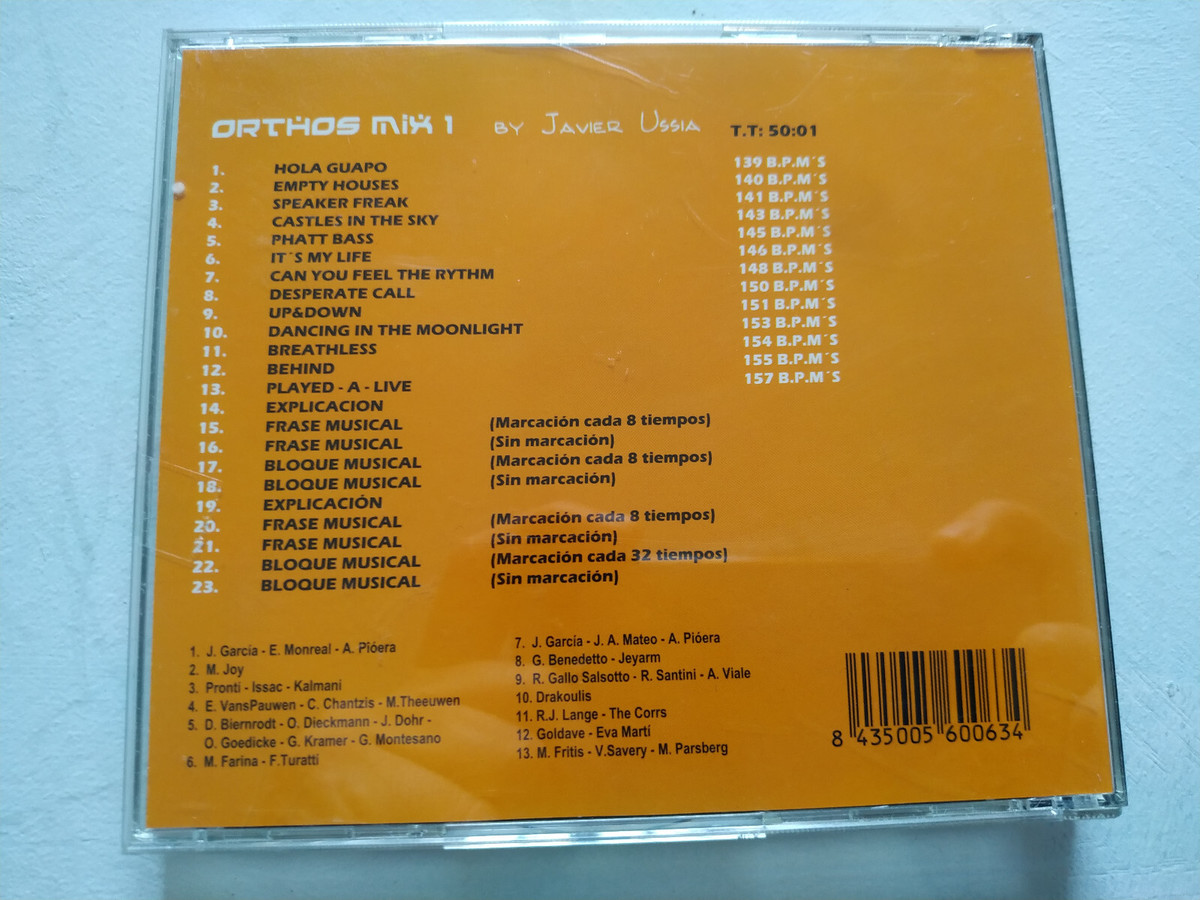 ORTHOS MIX 1 BY JAVIER USSIA T.T: 50:01
1. HOLA GUAPO 139 B.P.M´S
2. EMPTY HOUSES 140 B.P.M´S
3. SPEAKER FREAK 141 B.P.M´S
4. CASTLES IN THE SKY 143 B.P.M´S
5. PHATT BASS 145 B.P.M´S
6. IT´S MY LIFE 146 B.P.M´S
7. CAN YOU FEEL THE RYTHM 148 B.P.M´S
8. DESPERATE CALL 150 B.P.M´S
9. UP&DOWN 151 B.P.M´S
10. DANCING IN THE MOONLIGHT 153 B.P.M´S
11. BREATHLESS 154 B.P.M´S
12. BEHIND 155 B.P.M´S
13. PLAYED - A - LIVE 157 B.P.M´S
14. EXPLICACION
15. FRASE MUSICAL (Marcación cada 8 tiempos)
16. FRASE MUSICAL (Sin marcación)
17. BLOQUE MUSICAL (Marcación cada 8 tiempos)
18. BLOQUE MUSICAL (Sin marcación)
19. EXPLICACIÓN
20. FRASE MUSICAL (Marcación cada 8 tiempos)
21. FRASE MUSICAL (Sin marcación)
22. BLOQUE MUSICAL (Marcación cada 32 tiempos)
23. BLOQUE MUSICAL (Sin marcación)
1. J. García - E. Monreal - A. Pióera
2. M. Joy
3. Pronti - Issac - Kalmani
4. E. VansPauwen - C. Chantzis - M.Theeuwen
5. D. Biernrodt - O. Dieckmann - J. Dohr -
O. Goedicke - G. Kramer - G. Montesano
6. M. Farina - F.Turatti
7. J. García - J. A. Mateo - A. Pióera
8. G. Benedetto - Jeyarm
9. R. Gallo Salsotto - R. Santini - A. Viale
10. Drakoulis
11. R.J. Lange - The Corrs
12. Goldave - Eva Martí
13. M. Fritis - V.Savery - M. Parsberg
8 435005 600634